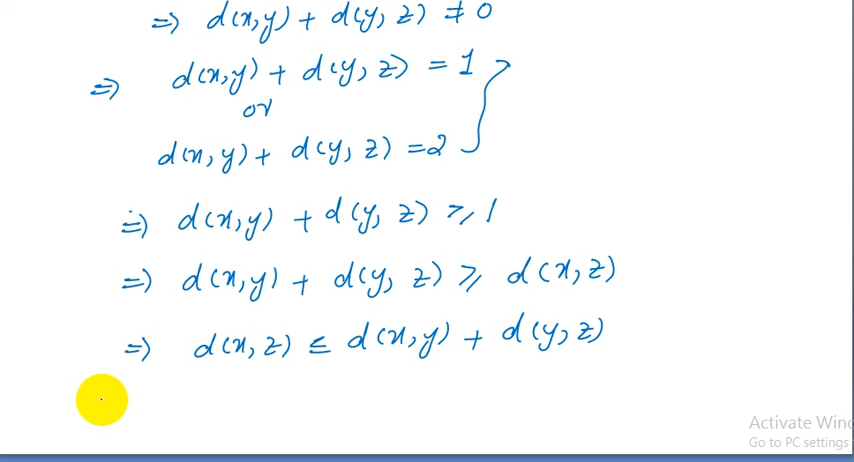 ⇒ d(x,y) + d(y,z) ≠ 0
⇒ d(x,y) + d(y,z) = 1
or
d(x,y) + d(y,z) = 2
⇒ d(x,y) + d(y,z) ≥ 1
⇒ d(x,y) + d(y,z) ≥ d(x,z)
⇒ d(x,z) ≤ d(x,y) + d(y,z)
Activate Win
Go to PC settings